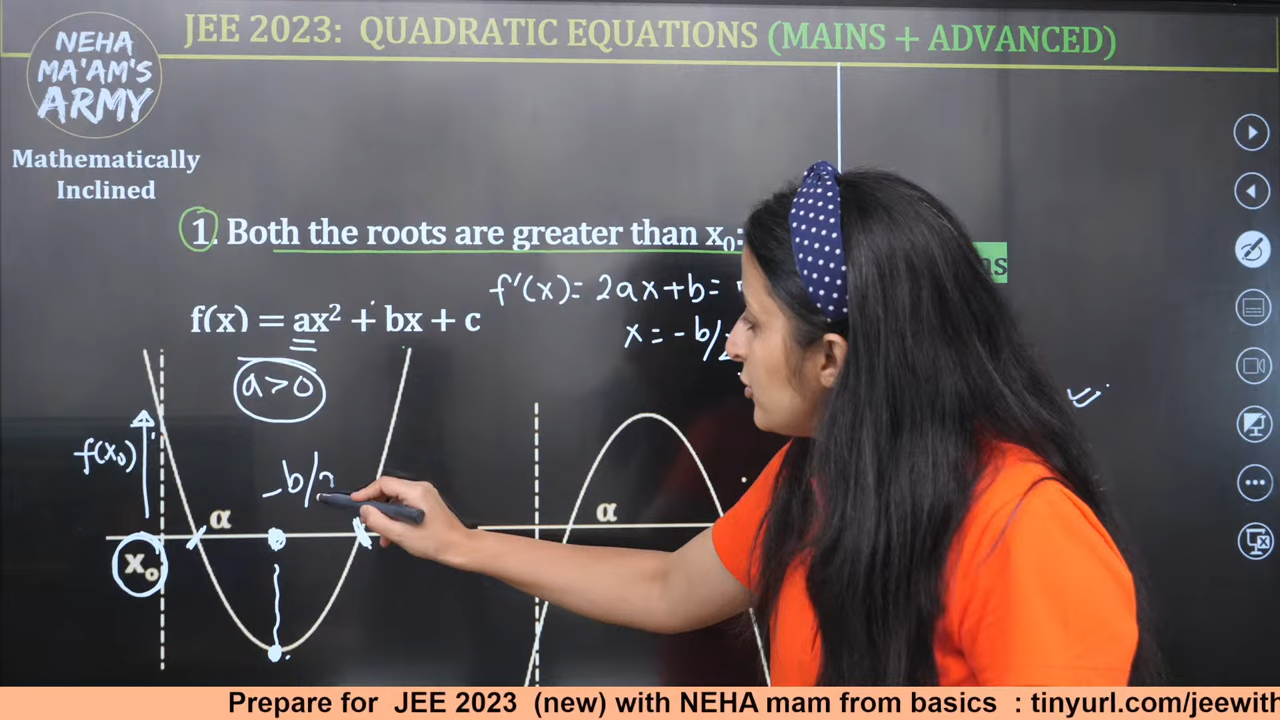 JEE 2023: QUADRATIC EQUATIONS (MAINS + ADVANCED)
NEHA
MA'AM'S
ARMY
Mathematically
Inclined
1. Both the roots are greater than x₀:
f'(x) = 2ax+b =
x = -b/
f(x) = ax² + bx + c
a > 0
f(x₀)
-b/
α
α
x₀
Prepare for JEE 2023 (new) with NEHA mam from basics : tinyurl.com/jeewith